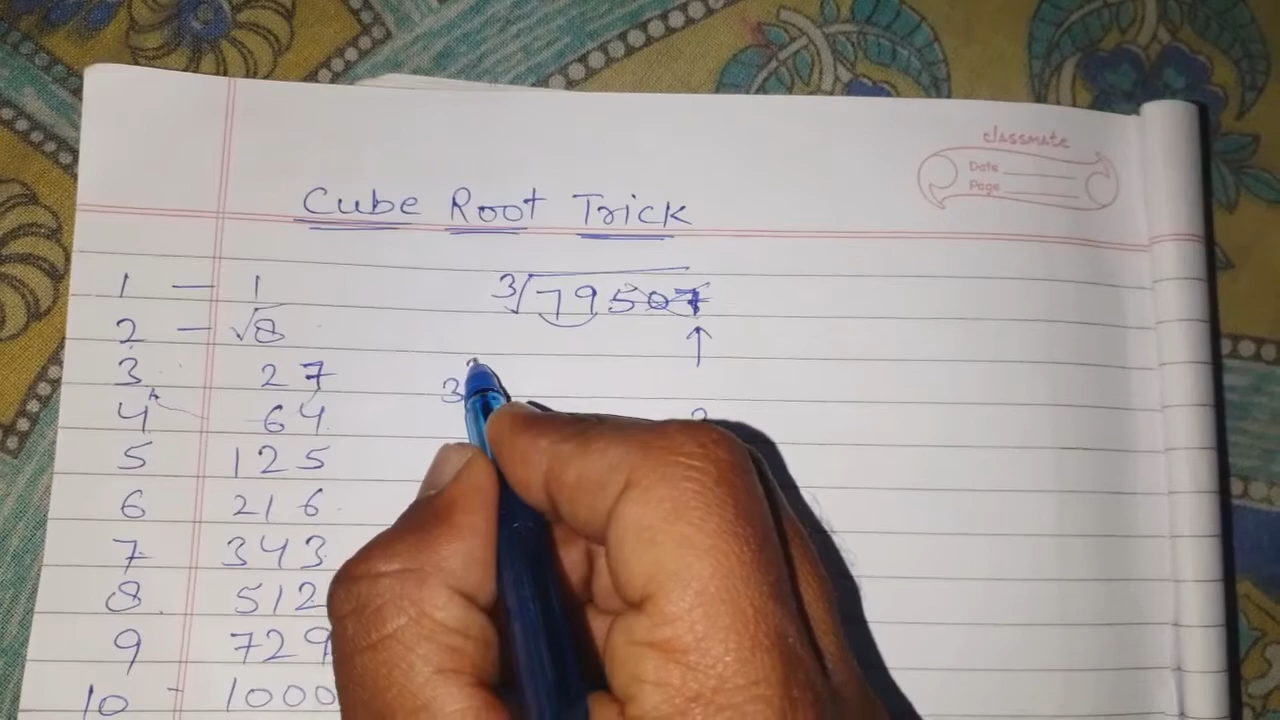 classmate
Date
Page
Cube Root Trick
1 — 1
∛79507
2 — √8
3 27
3
4 64
5 125
6 216
7 343
8 512
9 729
10 - 1000